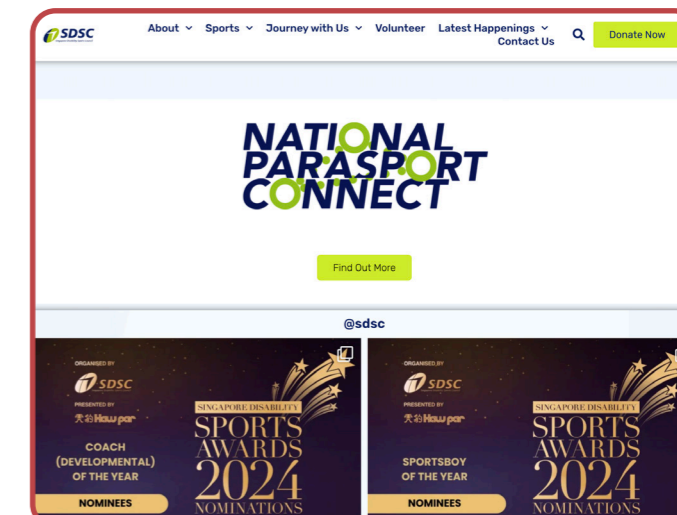 SDSC
About
Sports
Journey with Us
Volunteer
Latest Happenings
Contact Us
Donate Now
NATIONAL
PARASPORT
CONNECT
Find Out More
@sdsc
ORGANISED BY
SDSC
PRESENTED BY
Haw par
COACH
(DEVELOPMENTAL)
OF THE YEAR
NOMINEES
SINGAPORE DISABILITY
SPORTS
AWARDS
2024
NOMINATIONS
ORGANISED BY
SDSC
PRESENTED BY
Haw par
SPORTSBOY
OF THE YEAR
NOMINEES
SINGAPORE DISABILITY
SPORTS
AWARDS
2024
NOMINATIONS